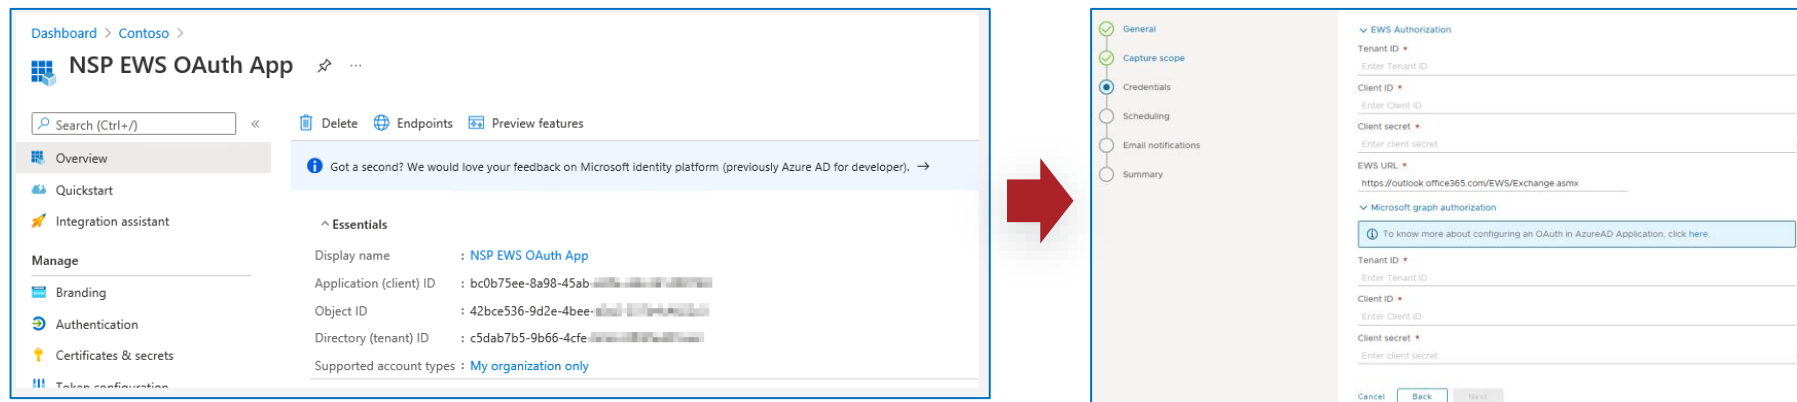 Dashboard > Contoso >
NSP EWS OAuth App
Search (Ctrl+/)
Overview
Quickstart
Integration assistant
Manage
Branding
Authentication
Certificates & secrets
Token configuration
Delete Endpoints Preview features
Got a second? We would love your feedback on Microsoft identity platform (previously Azure AD for developer). →
Essentials
Display name : NSP EWS OAuth App
Application (client) ID : bc0b75ee-8a98-45ab-
Object ID : 42bce536-9d2e-4bee-
Directory (tenant) ID : c5dab7b5-9b66-4cfe-
Supported account types : My organization only
General
Capture scope
Credentials
Scheduling
Email notifications
Summary
EWS Authorization
Tenant ID *
Enter Tenant ID
Client ID *
Enter Client ID
Client secret *
Enter client secret
EWS URL *
https://outlook.office365.com/EWS/Exchange.asmx
Microsoft graph authorization
To know more about configuring an OAuth in AzureAD Application, click here.
Tenant ID *
Enter Tenant ID
Client ID *
Enter Client ID
Client secret *
Enter client secret
Cancel Back Next